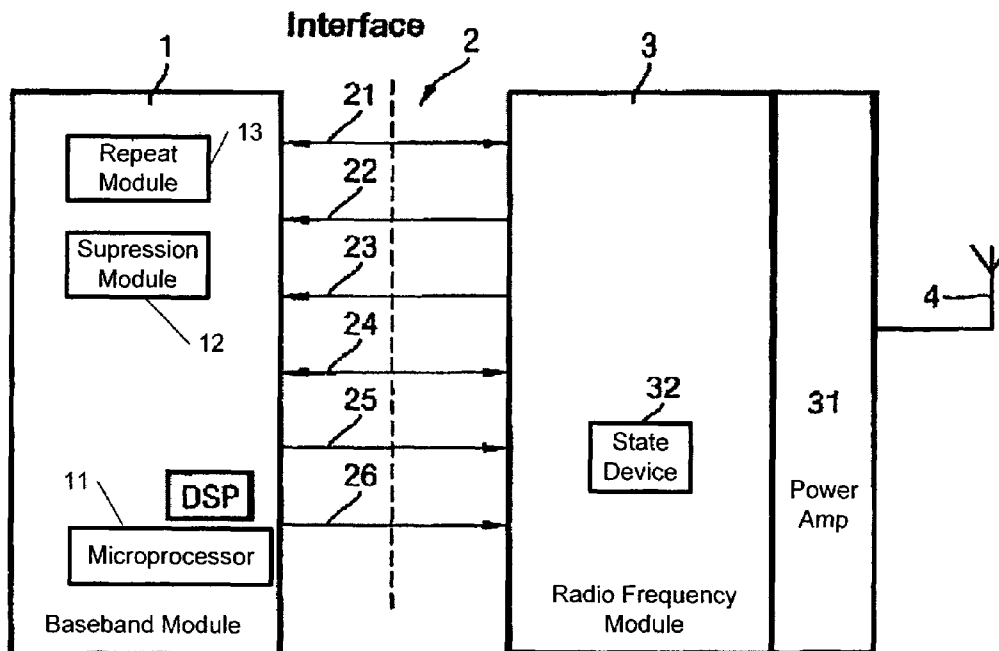 Interface
1
2
3
21
13
Repeat
Module
22
Supression
Module
23
12
24
4
25
32
State
Device
31
Power
Amp
11
DSP
26
Microprocessor
Baseband Module
Radio Frequency
Module